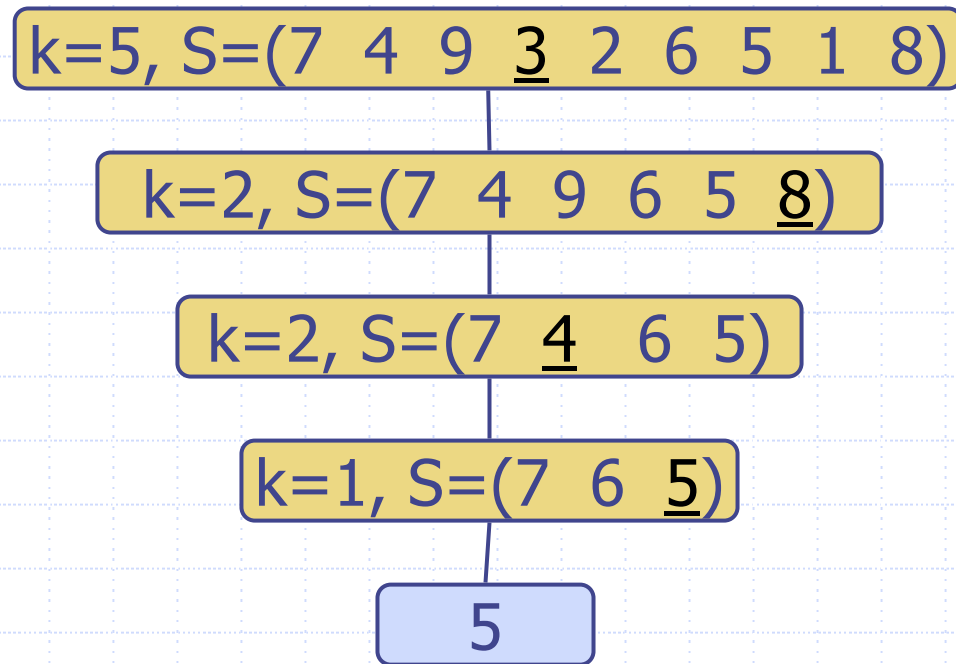 k=5, S=(7 4 9 3 2 6 5 1 8)
k=2, S=(7 4 9 6 5 8)
k=2, S=(7 4 6 5)
k=1, S=(7 6 5)
5